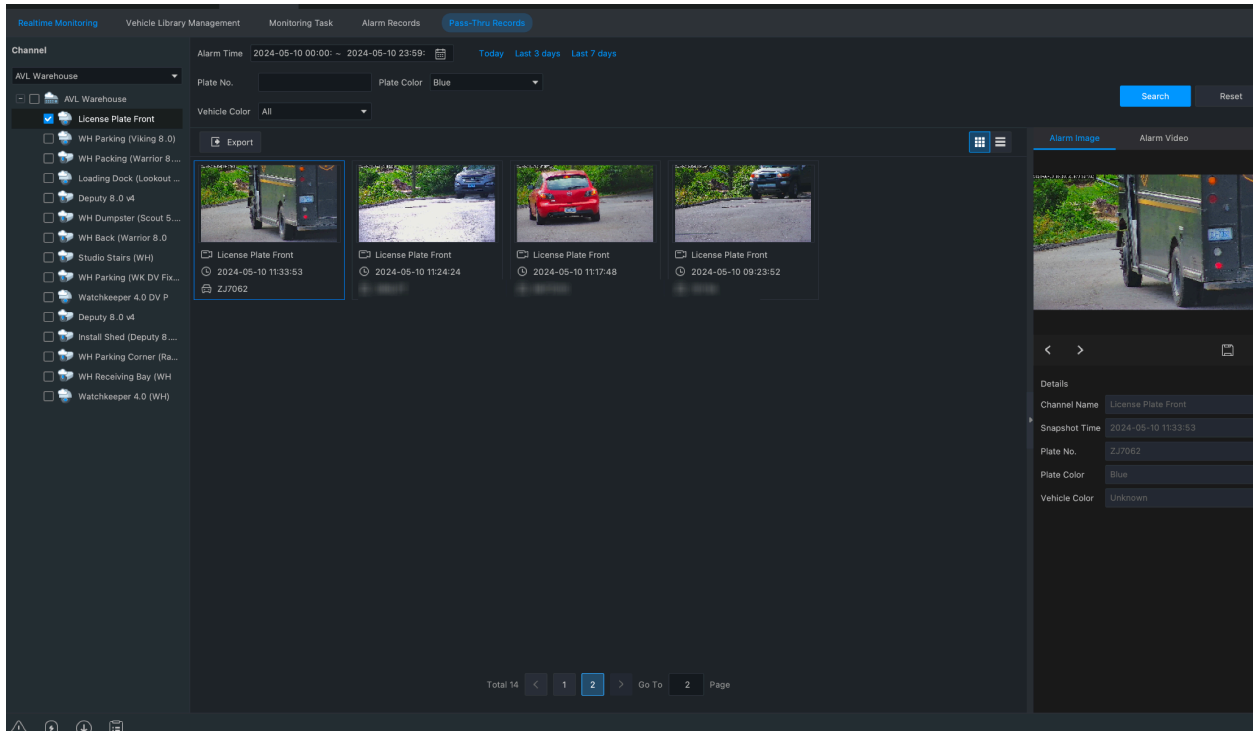 Realtime Monitoring Vehicle Library Management Monitoring Task Alarm Records Pass-Thru Records
Channel
AVL Warehouse
AVL Warehouse
License Plate Front
WH Parking (Viking 8.0)
WH Packing (Warrior 8....
Loading Dock (Lookout ...
Deputy 8.0 v4
WH Dumpster (Scout 5....
WH Back (Warrior 8.0
Studio Stairs (WH)
WH Parking (WK DV Fix...
Watchkeeper 4.0 DV P
Deputy 8.0 v4
Install Shed (Deputy 8....
WH Parking Corner (Ra...
WH Receiving Bay (WH
Watchkeeper 4.0 (WH)
Alarm Time 2024-05-10 00:00: ~ 2024-05-10 23:59: Today Last 3 days Last 7 days
Plate No. Plate Color Blue
Vehicle Color All
Search Reset
Export
License Plate Front License Plate Front License Plate Front License Plate Front
2024-05-10 11:33:53 2024-05-10 11:24:24 2024-05-10 11:17:48 2024-05-10 09:23:52
ZJ7062
Total 14 < 1 2 > Go To 2 Page
Alarm Image Alarm Video
Details
Channel Name License Plate Front
Snapshot Time 2024-05-10 11:33:53
Plate No. ZJ7062
Plate Color Blue
Vehicle Color Unknown